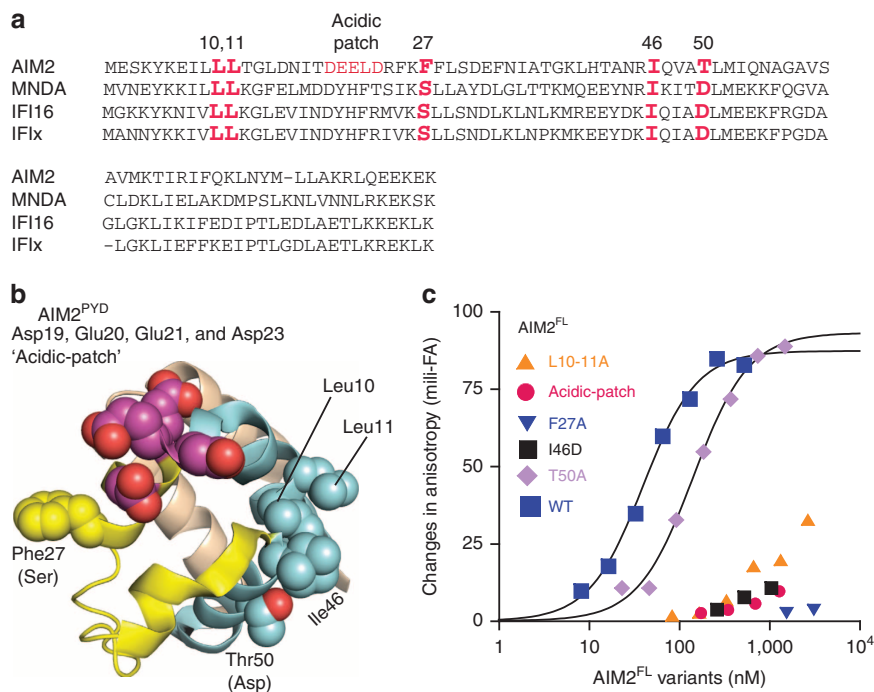 a
Acidic
patch
10,11 27 46 50
AIM2 MESKYKEILLLTGLDNITDEELDRFKFFLSDEFNIATGKLHTANRIQVATLMIQNAGAVS
MNDA MVNEYKKILLLKGFELMDDYHFTSIKSLLAYDLGLTTKMQEEYNRIKITDLMEKKFQGVA
IFI16 MGKKYKNIVLLKGLEVINDYHFRMVKSLLSNDLKLNLKMREEYDKIQIADLMEEKFRGDA
IFIx MANNYKKIVLLKGLEVINDYHFRIVKSLLSNDLKLNPKMKEEYDKIQIADLMEEKFPGDA
AIM2 AVMKTIRIFQKLNYM-LLAKRLQEEKEK
MNDA CLDKLIELAKDMPSLKNLVNNLRKEKSK
IFI16 GLGKLIKIFEDIPTLEDLAETLKKEKLK
IFIx -LGKLIEFFKEIPTLGDLAETLKREKLK
b
AIM2PYD
Asp19, Glu20, Glu21, and Asp23
'Acidic-patch'
Leu10
Leu11
Phe27
(Ser)
Ile46
Thr50
(Asp)
c
100
75
50
25
0
Changes in anisotropy (mili-FA)
AIM2FL
L10-11A
Acidic-patch
F27A
I46D
T50A
WT
1 10 100 1,000 10⁴
AIM2FL variants (nM)